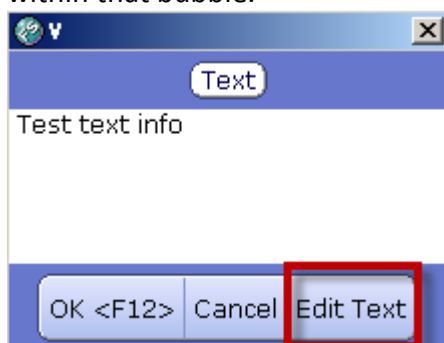 within that bubble.
V
Text
Test text info
OK <F12> Cancel Edit Text